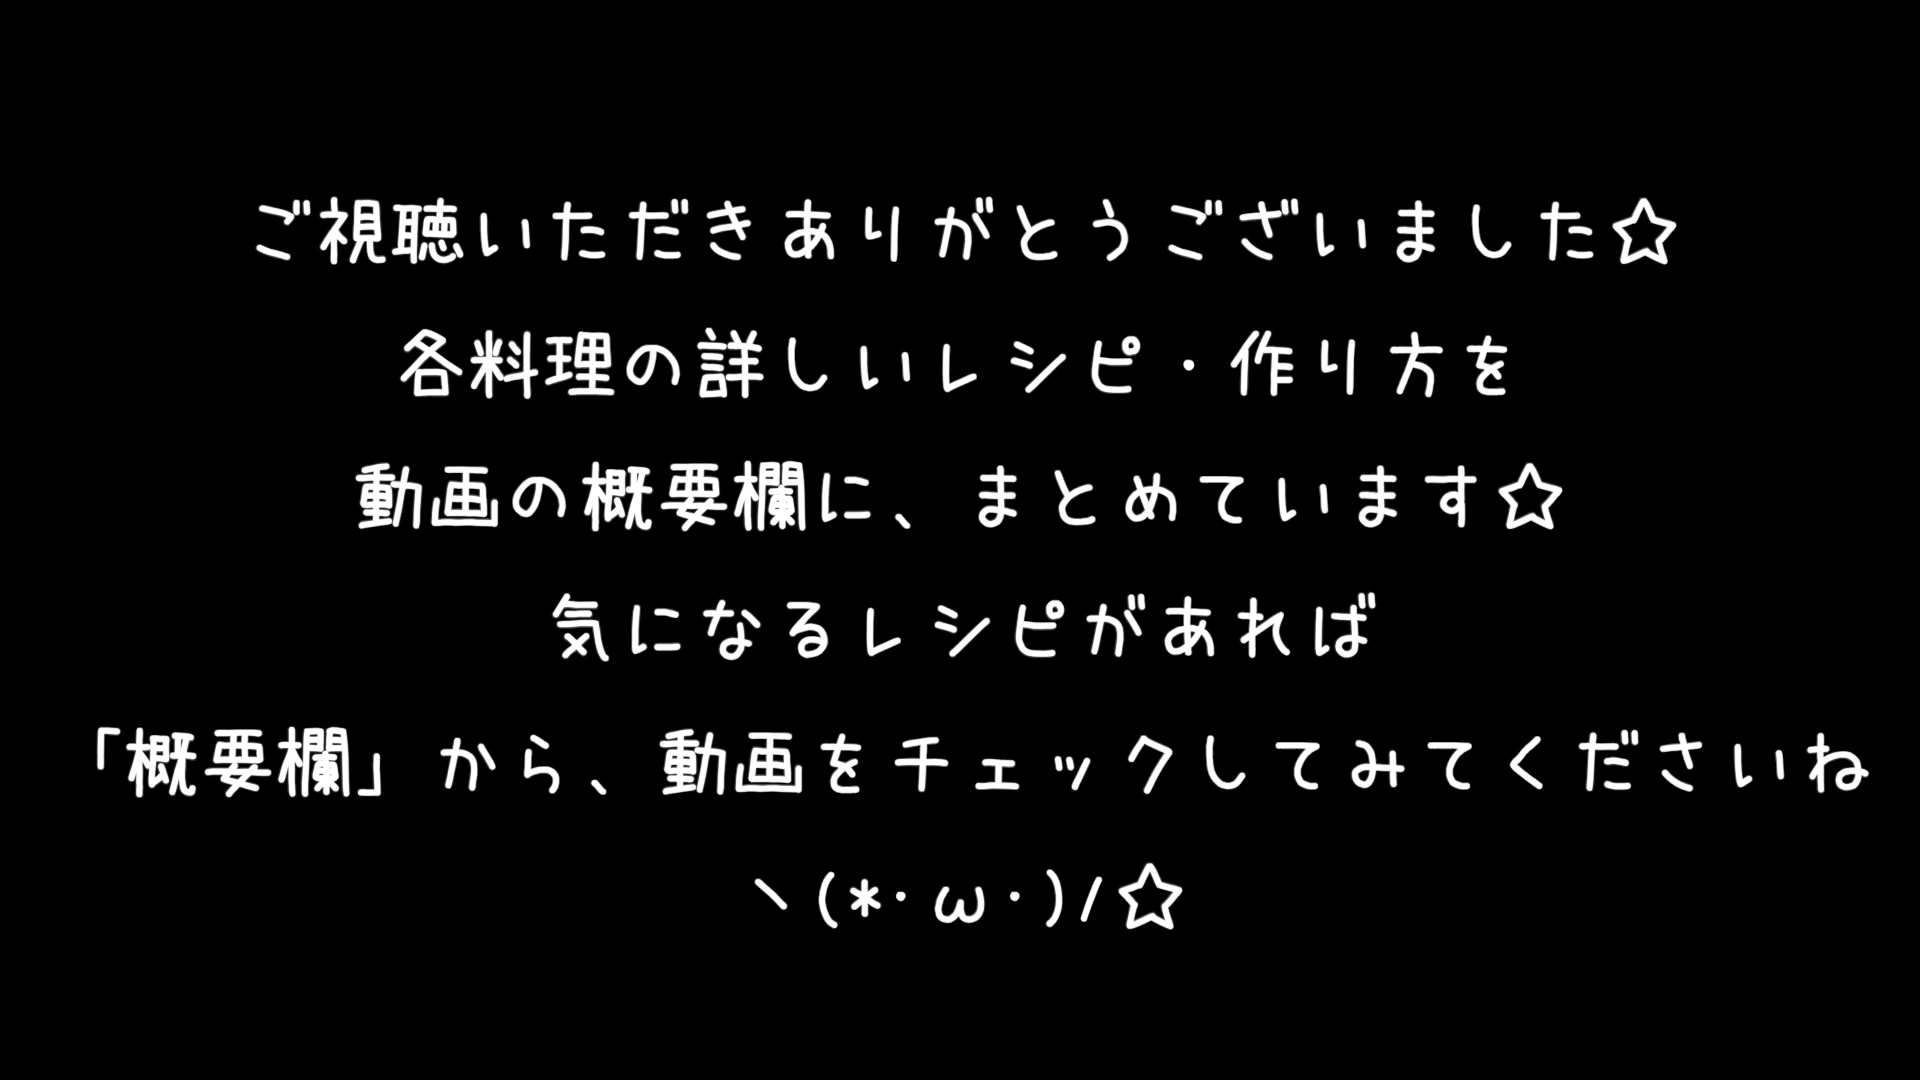 ご視聴いただきありがとうございました☆
各料理の詳しいレシピ・作り方を
動画の概要欄に、まとめています☆
気になるレシピがあれば
「概要欄」から、動画をチェックしてみてくださいね
＼(*･ω･)/☆